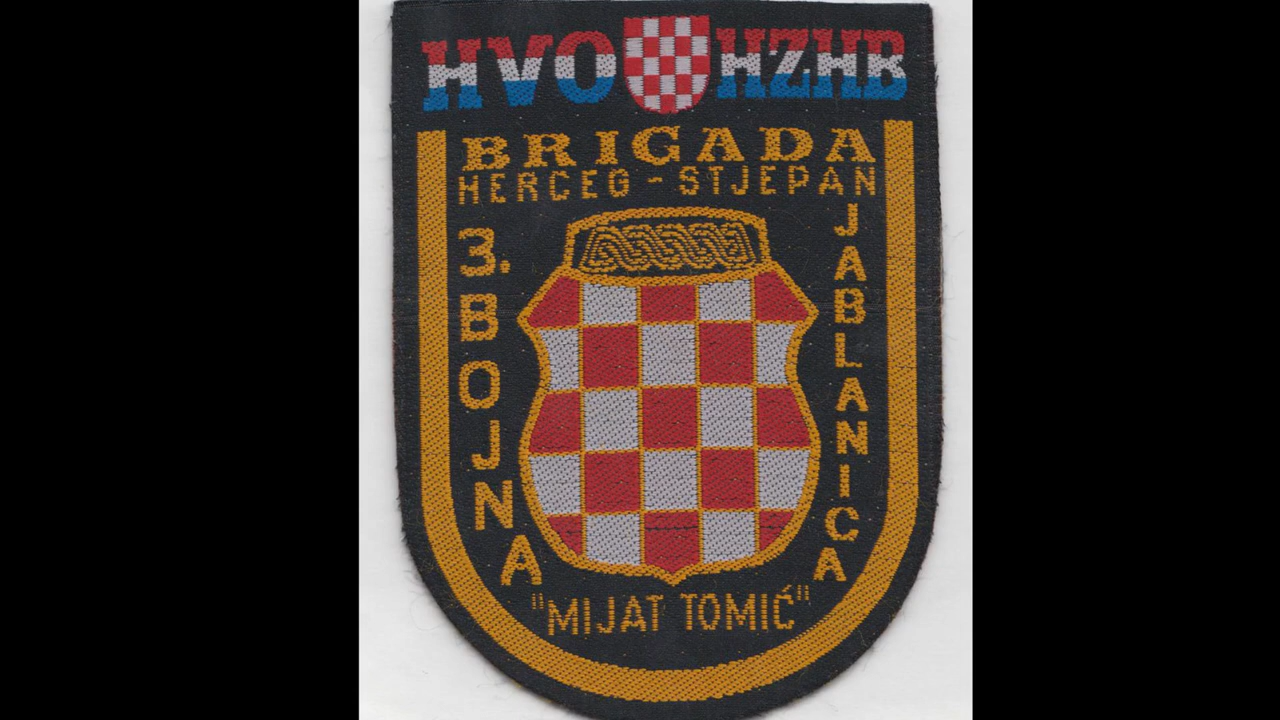 HVO HZHB
BRIGADA
HERCEG-STJEPAN
3. BOJNA
JABLANICA
"MIJAT TOMIĆ"